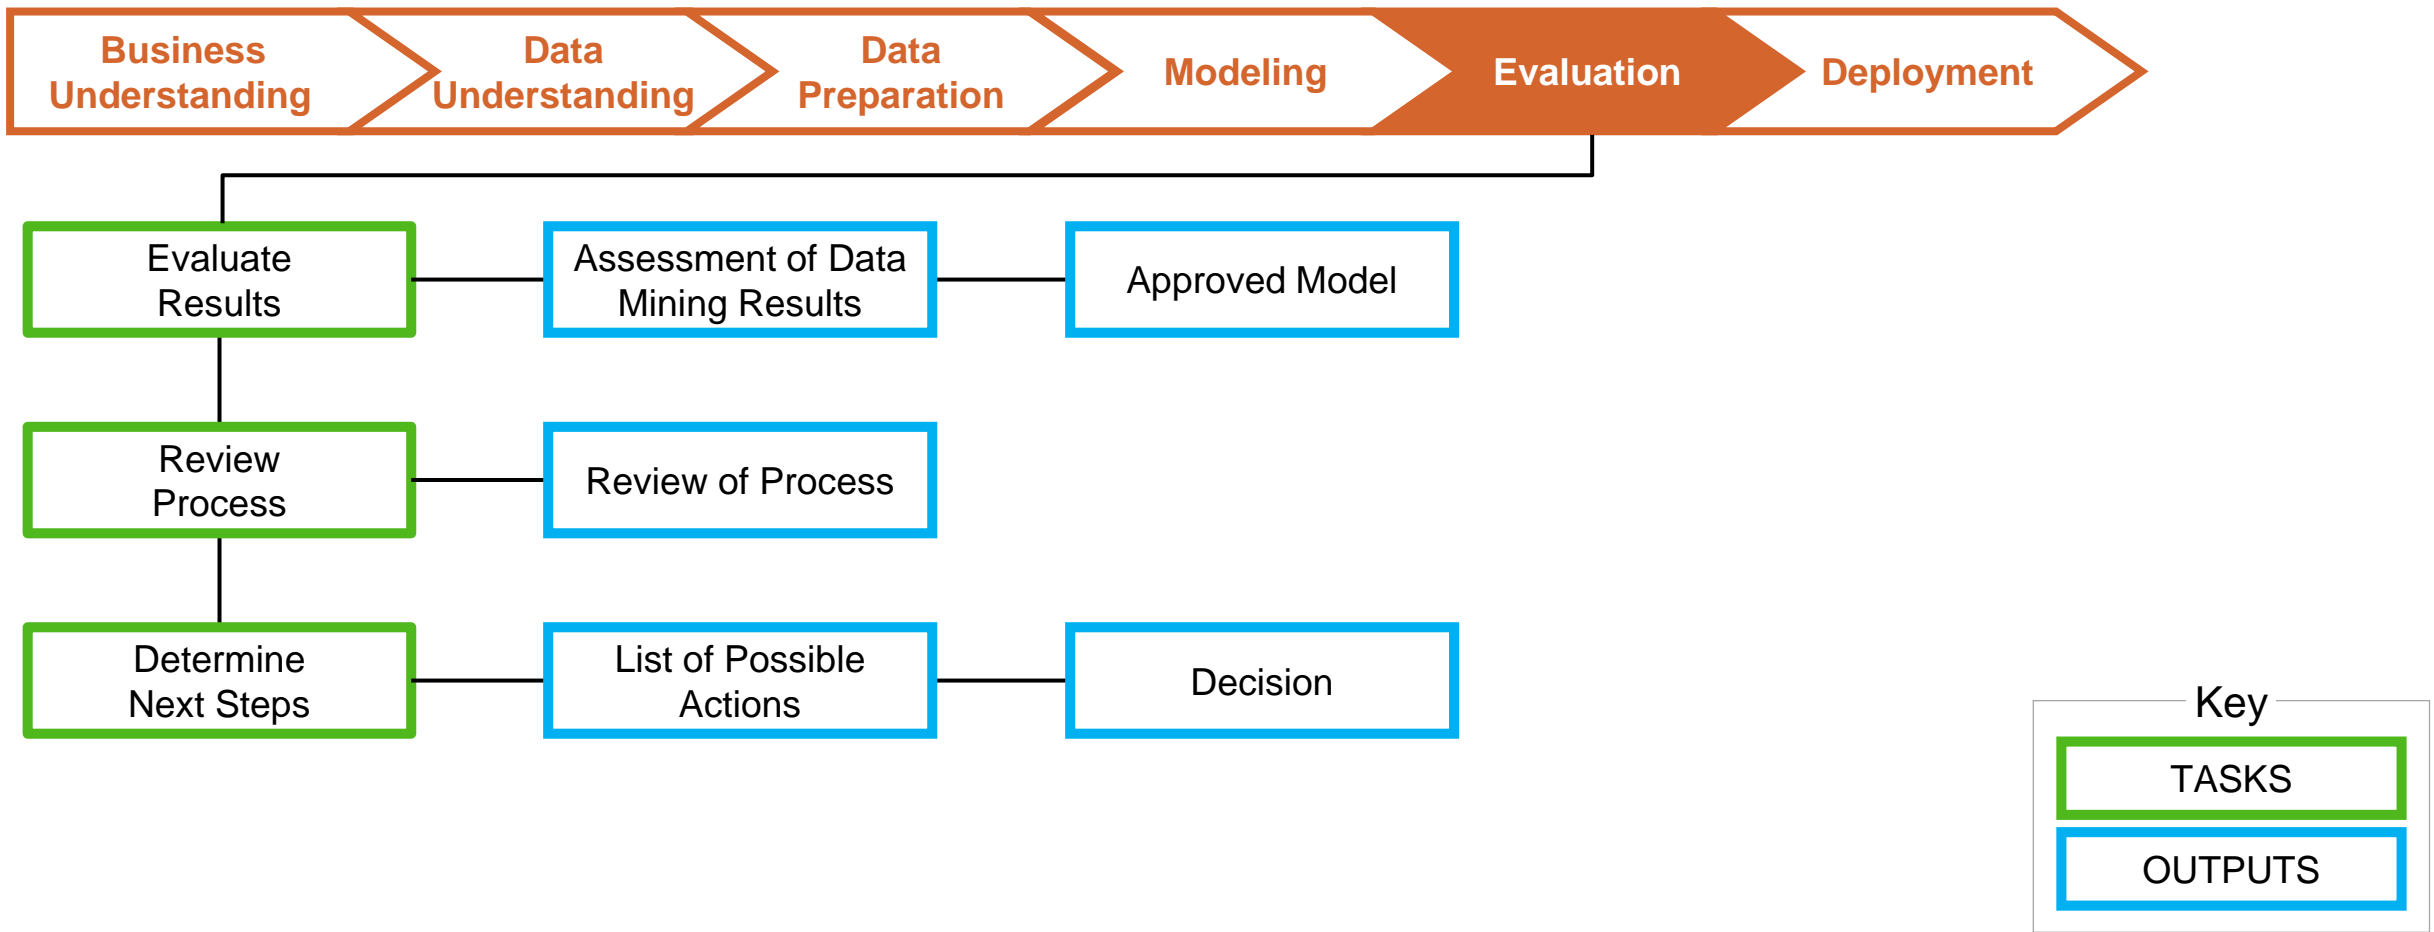 Business
Understanding
Data
Understanding
Data
Preparation
Modeling
Evaluation
Deployment
Evaluate
Results
Assessment of Data
Mining Results
Approved Model
Review
Process
Review of Process
Determine
Next Steps
List of Possible
Actions
Decision
Key
TASKS
OUTPUTS